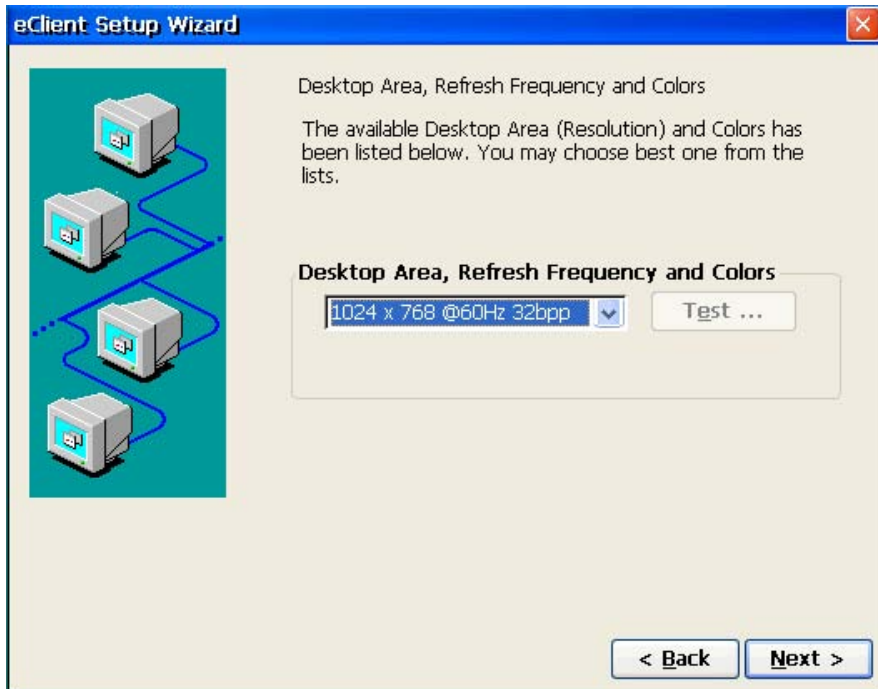 eClient Setup Wizard
Desktop Area, Refresh Frequency and Colors
The available Desktop Area (Resolution) and Colors has
been listed below. You may choose best one from the
lists.
Desktop Area, Refresh Frequency and Colors
1024 x 768 @60Hz 32bpp
Test ...
< Back
Next >